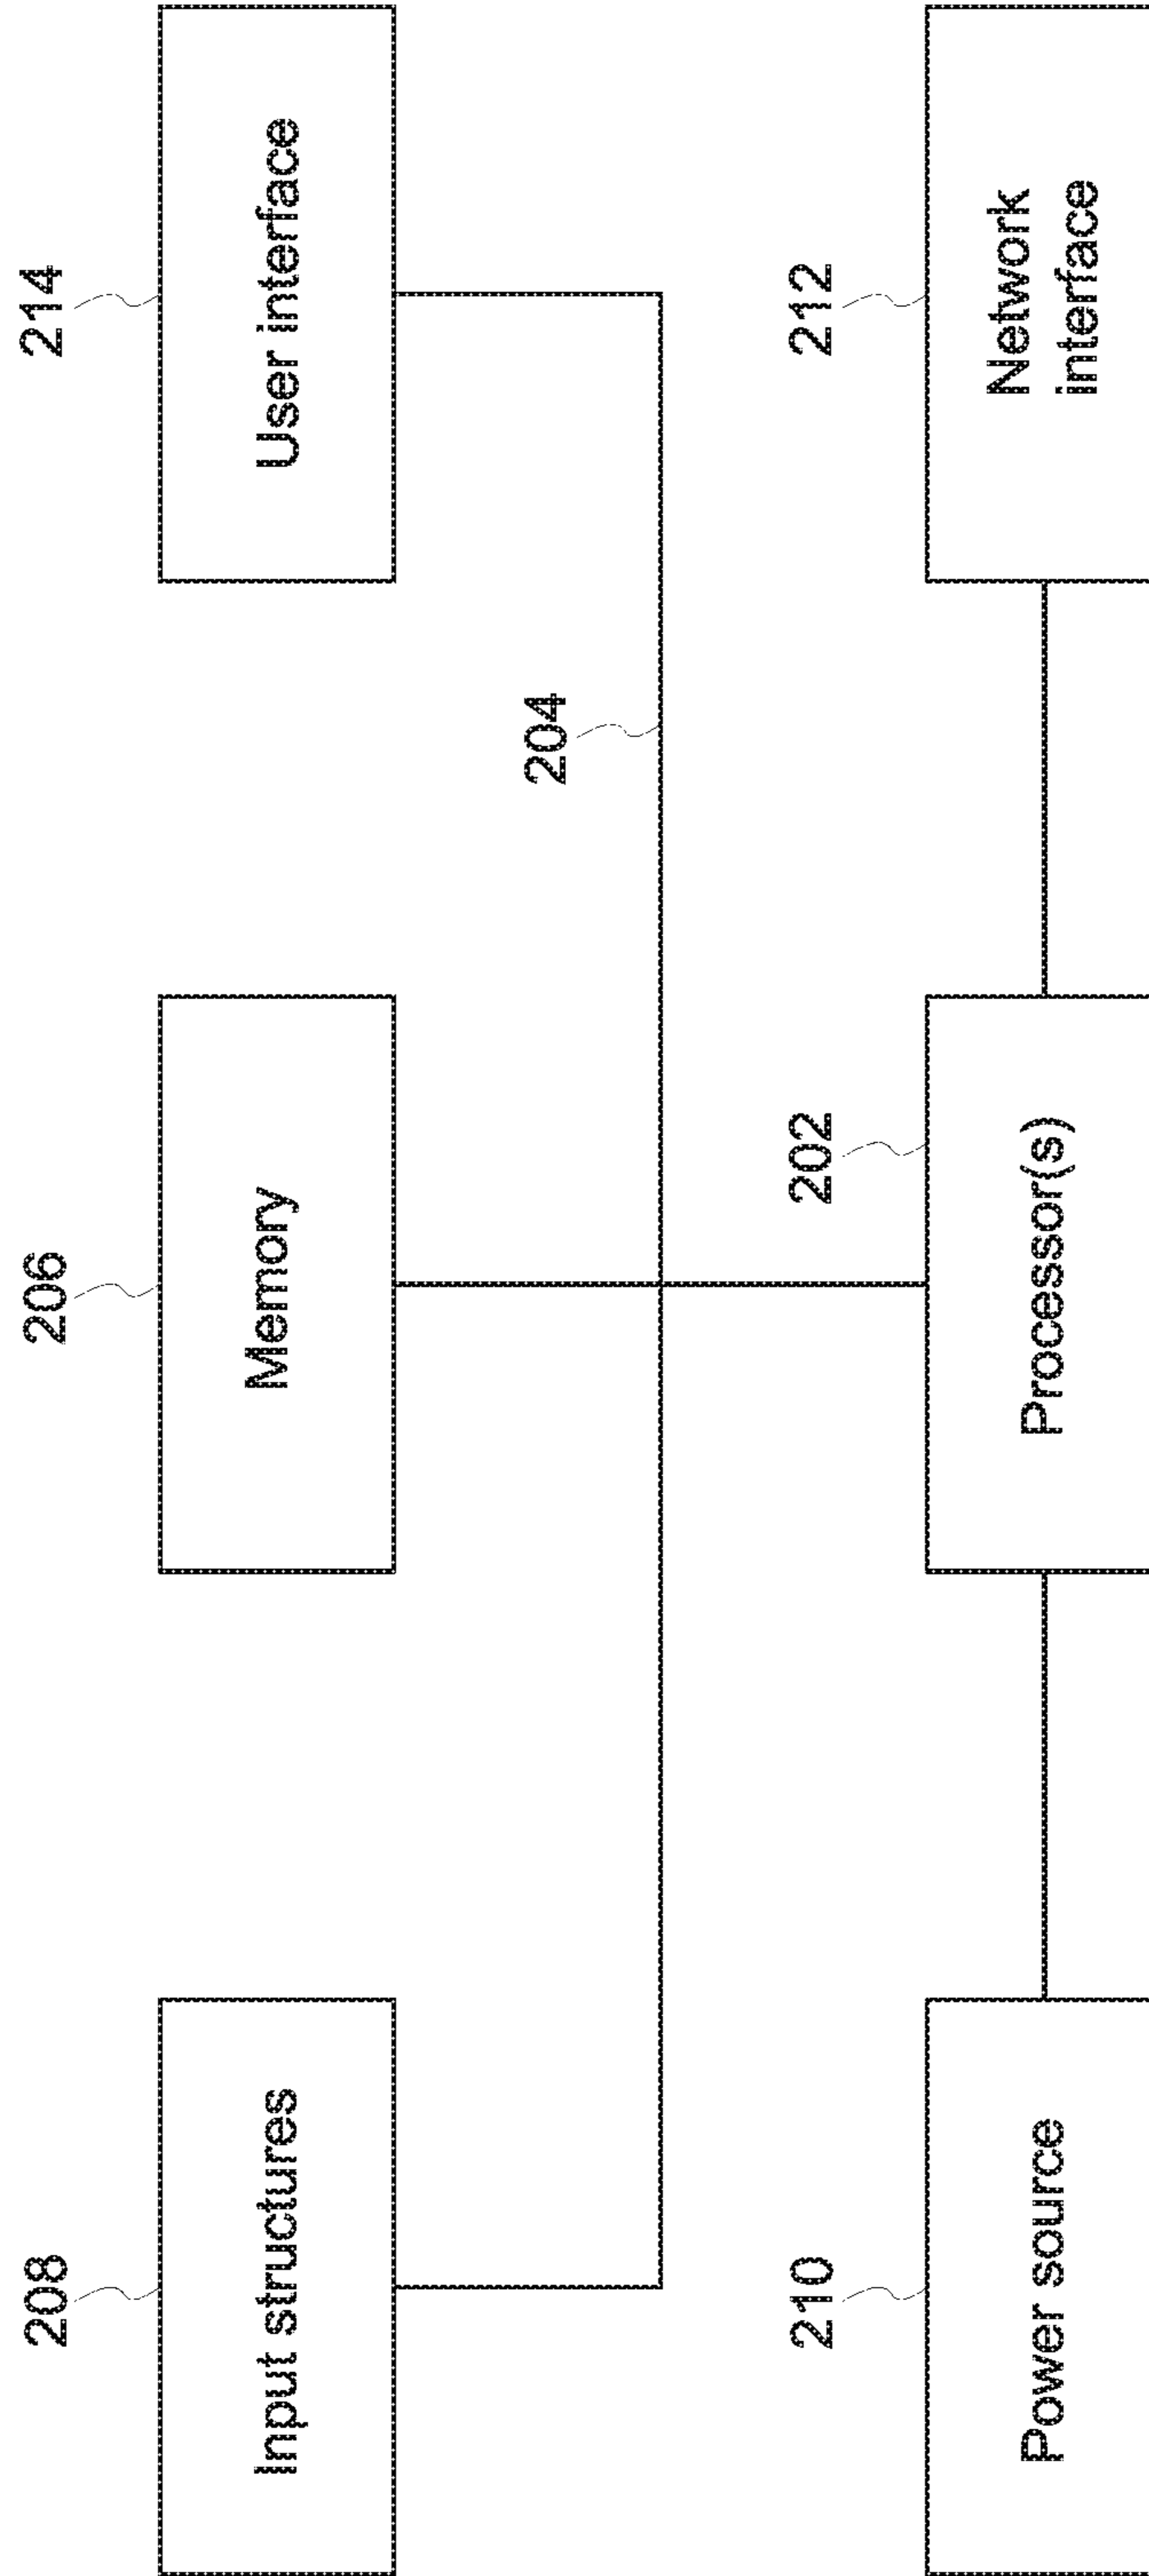 208
206
214
Input structures
Memory
User interface
204
210
202
212
Power source
Processor(s)
Network
interface